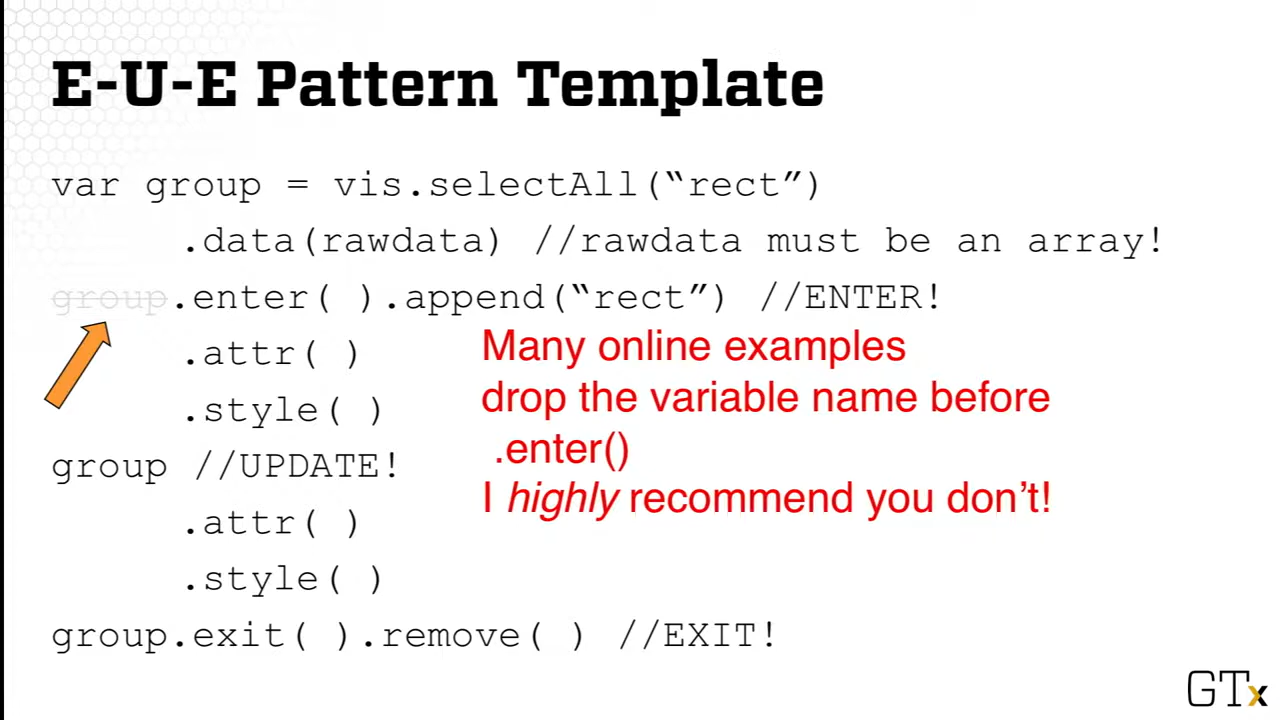 E-U-E Pattern Template
var group = vis.selectAll(“rect”)
.data(rawdata) //rawdata must be an array!
group.enter( ).append(“rect”) //ENTER!
.attr( )
.style( )
Many online examples
drop the variable name before
.enter()
I highly recommend you don’t!
group //UPDATE!
.attr( )
.style( )
group.exit( ).remove( ) //EXIT!
GTx